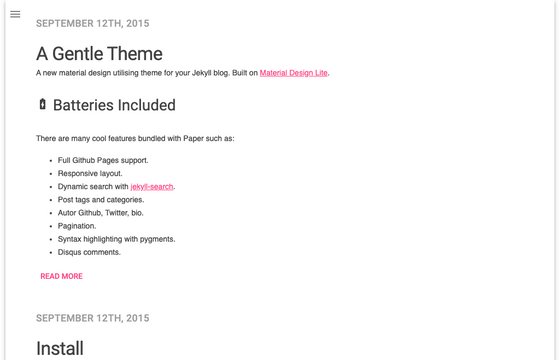 SEPTEMBER 12TH, 2015
A Gentle Theme
A new material design utilising theme for your Jekyll blog. Built on Material Design Lite.
Batteries Included
There are many cool features bundled with Paper such as:
Full Github Pages support.
Responsive layout.
Dynamic search with jekyll-search.
Post tags and categories.
Autor Github, Twitter, bio.
Pagination.
Syntax highlighting with pygments.
Disqus comments.
READ MORE
SEPTEMBER 12TH, 2015
Install